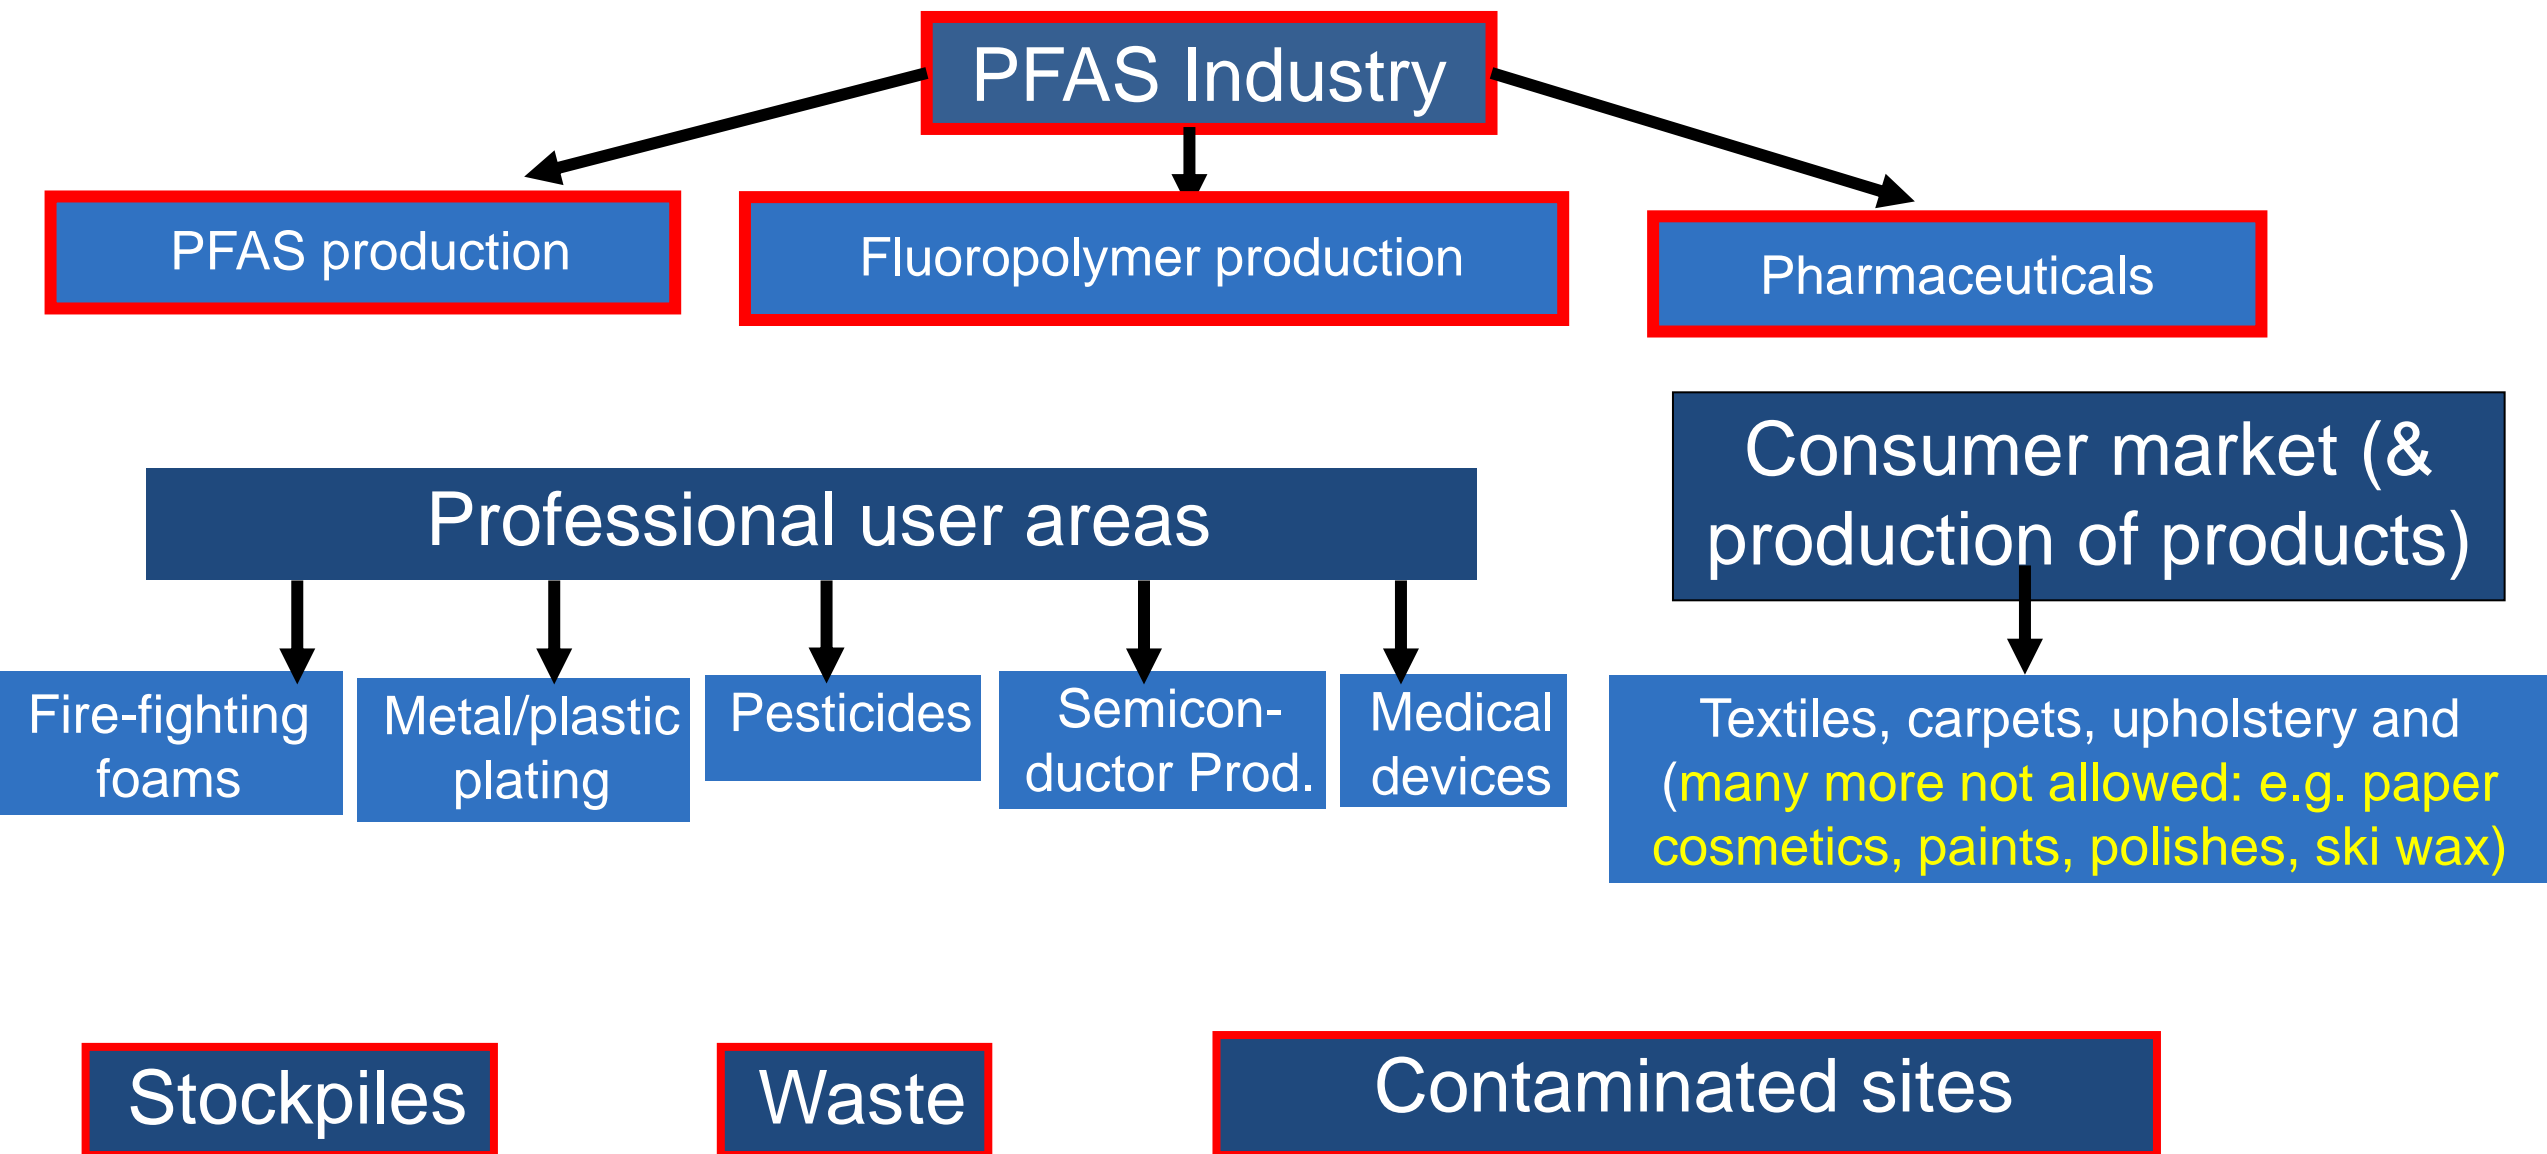 PFAS Industry
PFAS production
Fluoropolymer production
Pharmaceuticals
Consumer market (&
production of products)
Professional user areas
Fire-fighting
foams
Metal/plastic
plating
Pesticides
Semicon-
ductor Prod.
Medical
devices
Textiles, carpets, upholstery and
(many more not allowed: e.g. paper
cosmetics, paints, polishes, ski wax)
Stockpiles
Waste
Contaminated sites